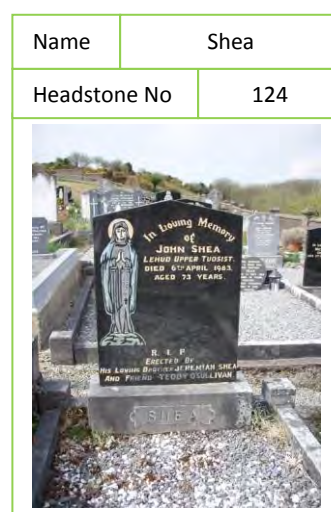 Name Shea
Headstone No 124
In Loving Memory
of
JOHN SHEA
LEHUD UPPER TUOSIST.
DIED 6TH APRIL 1983.
AGED 73 YEARS.
R. I. P.
ERECTED BY
HIS LOVING BROTHER JEREMIAH SHEA
AND FRIEND TEDDY O'SULLIVAN.
SHEA